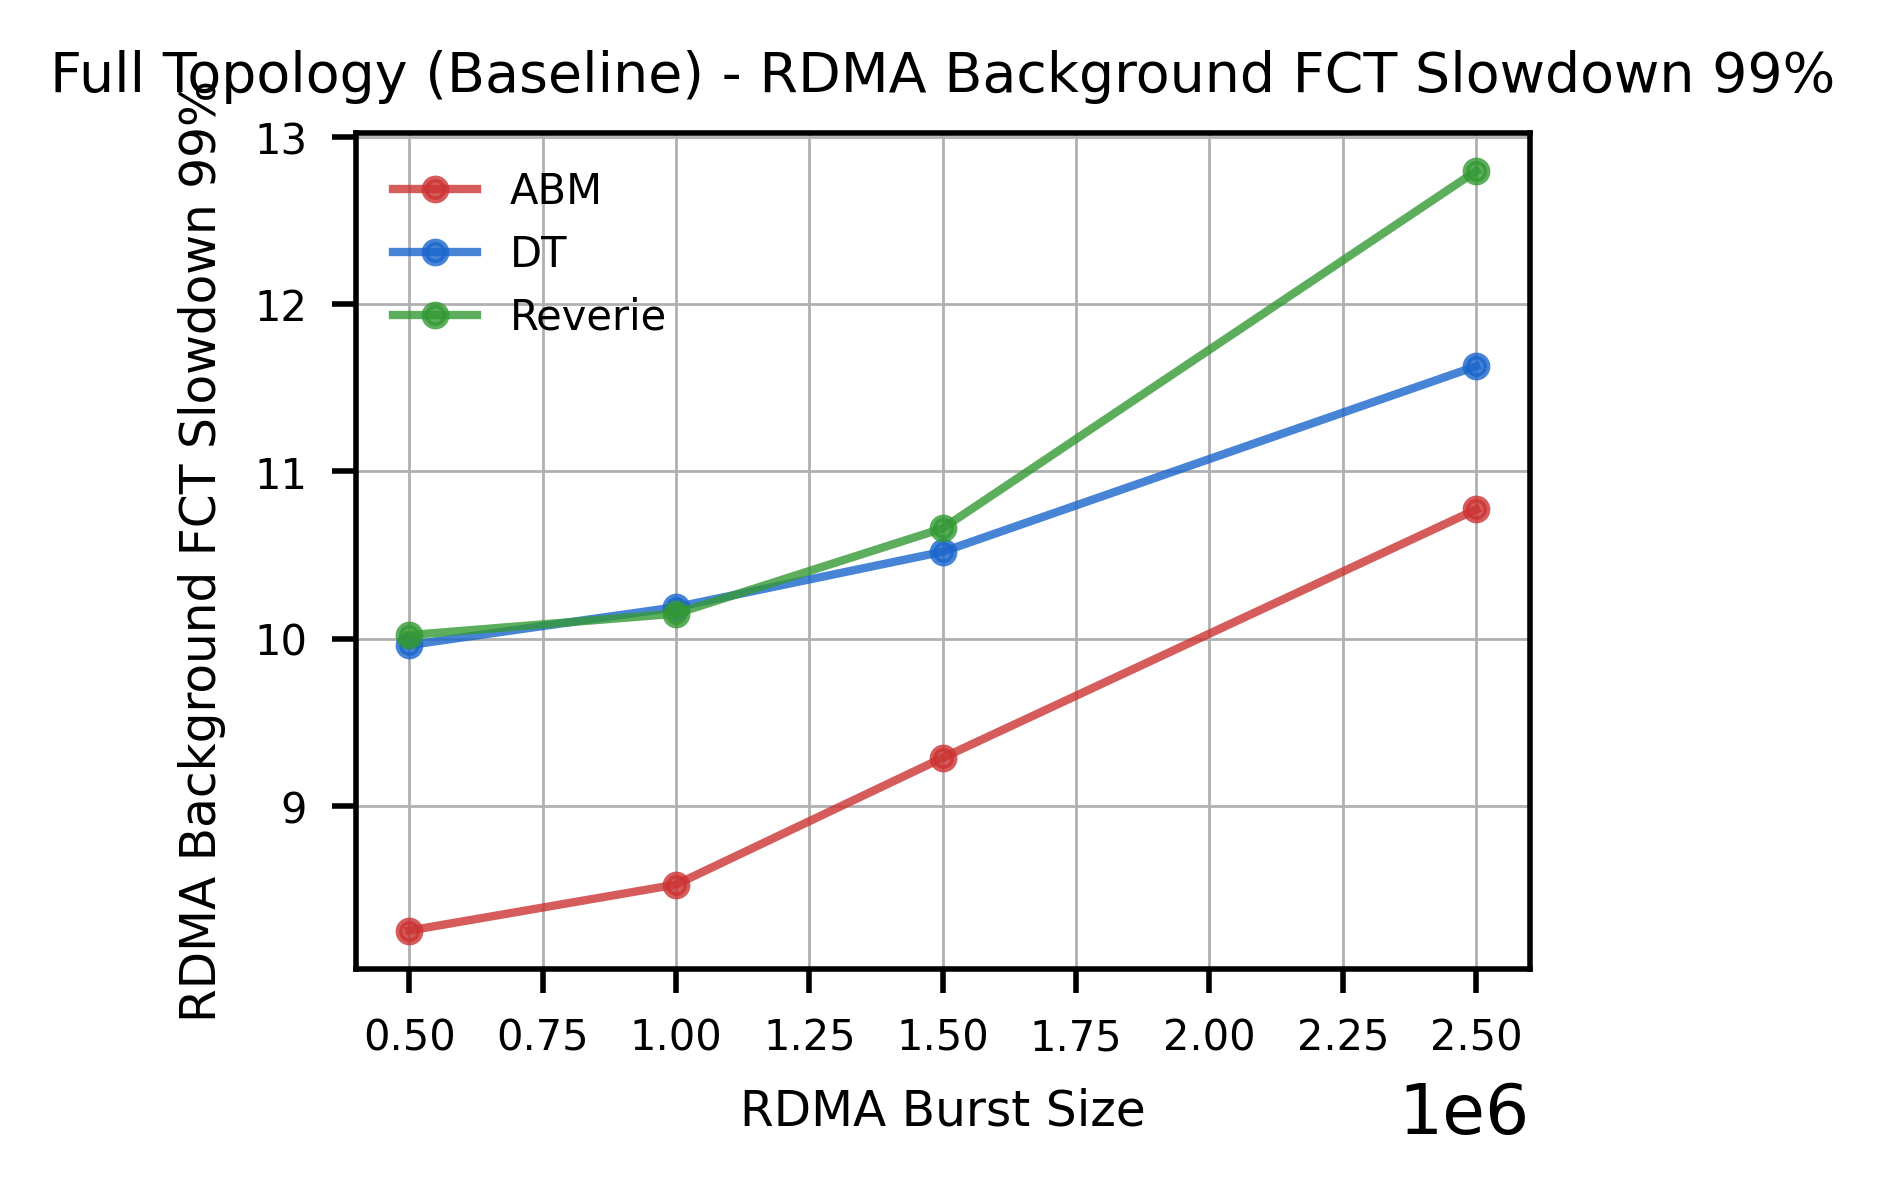 Full Topology (Baseline) - RDMA Background FCT Slowdown 99%
RDMA Background FCT Slowdown 99%
13
12
11
10
9
ABM
DT
Reverie
0.50 0.75 1.00 1.25 1.50 1.75 2.00 2.25 2.50
RDMA Burst Size
1e6